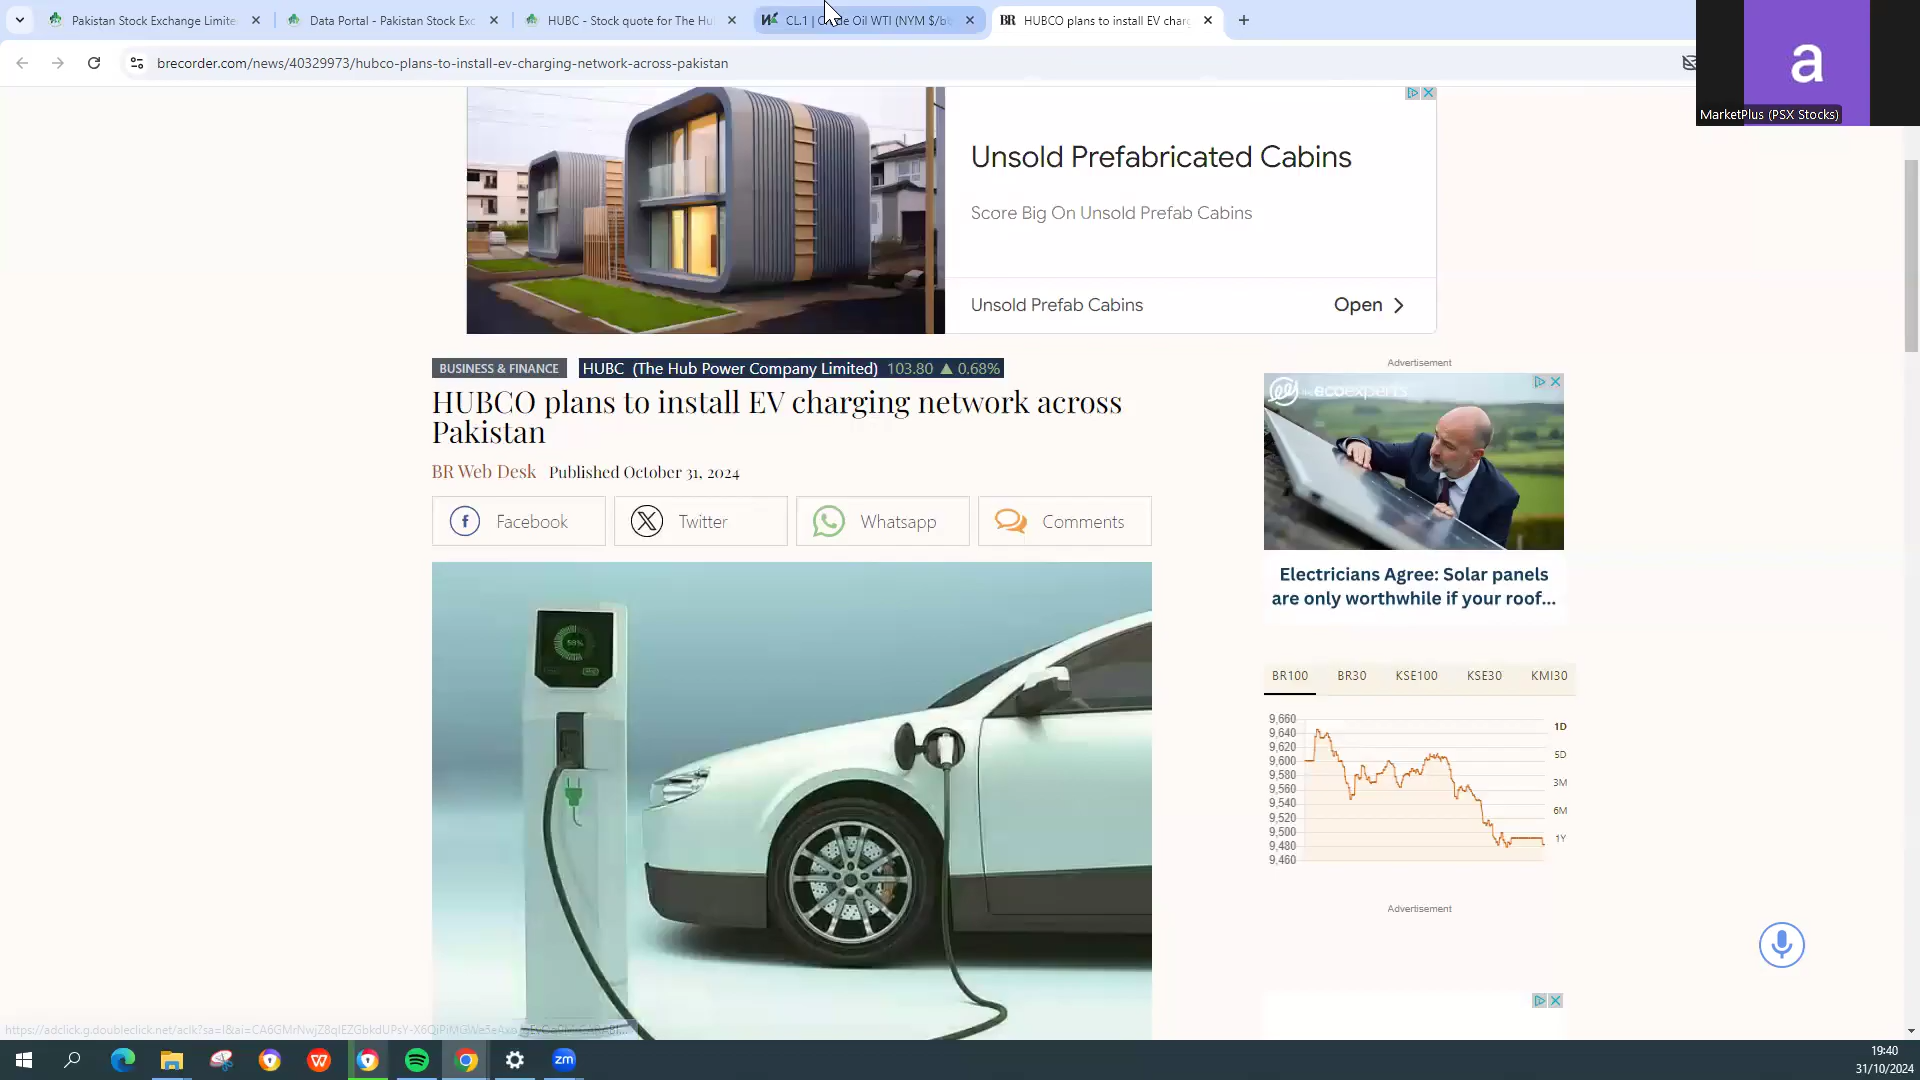 Pakistan Stock Exchange Limite
Data Portal - Pakistan Stock Exc
HUBC - Stock quote for The Hu
CL.1 | Crude Oil WTI (NYM $/b
BR HUBCO plans to install EV charg
brecorder.com/news/40329973/hubco-plans-to-install-ev-charging-network-across-pakistan
a
MarketPlus (PSX Stocks)
Unsold Prefabricated Cabins
Score Big On Unsold Prefab Cabins
Unsold Prefab Cabins
Open
BUSINESS & FINANCE
HUBC (The Hub Power Company Limited) 103.80 ▲ 0.68%
HUBCO plans to install EV charging network across
Pakistan
BR Web Desk Published October 31, 2024
Facebook
Twitter
Whatsapp
Comments
58%
Advertisement
ecoexperts
Electricians Agree: Solar panels
are only worthwhile if your roof...
BR100 BR30 KSE100 KSE30 KMI30
9,660
9,640
9,620
9,600
9,580
9,560
9,540
9,520
9,500
9,480
9,460
1D
5D
3M
6M
1Y
Advertisement
zm
19:40
31/10/2024